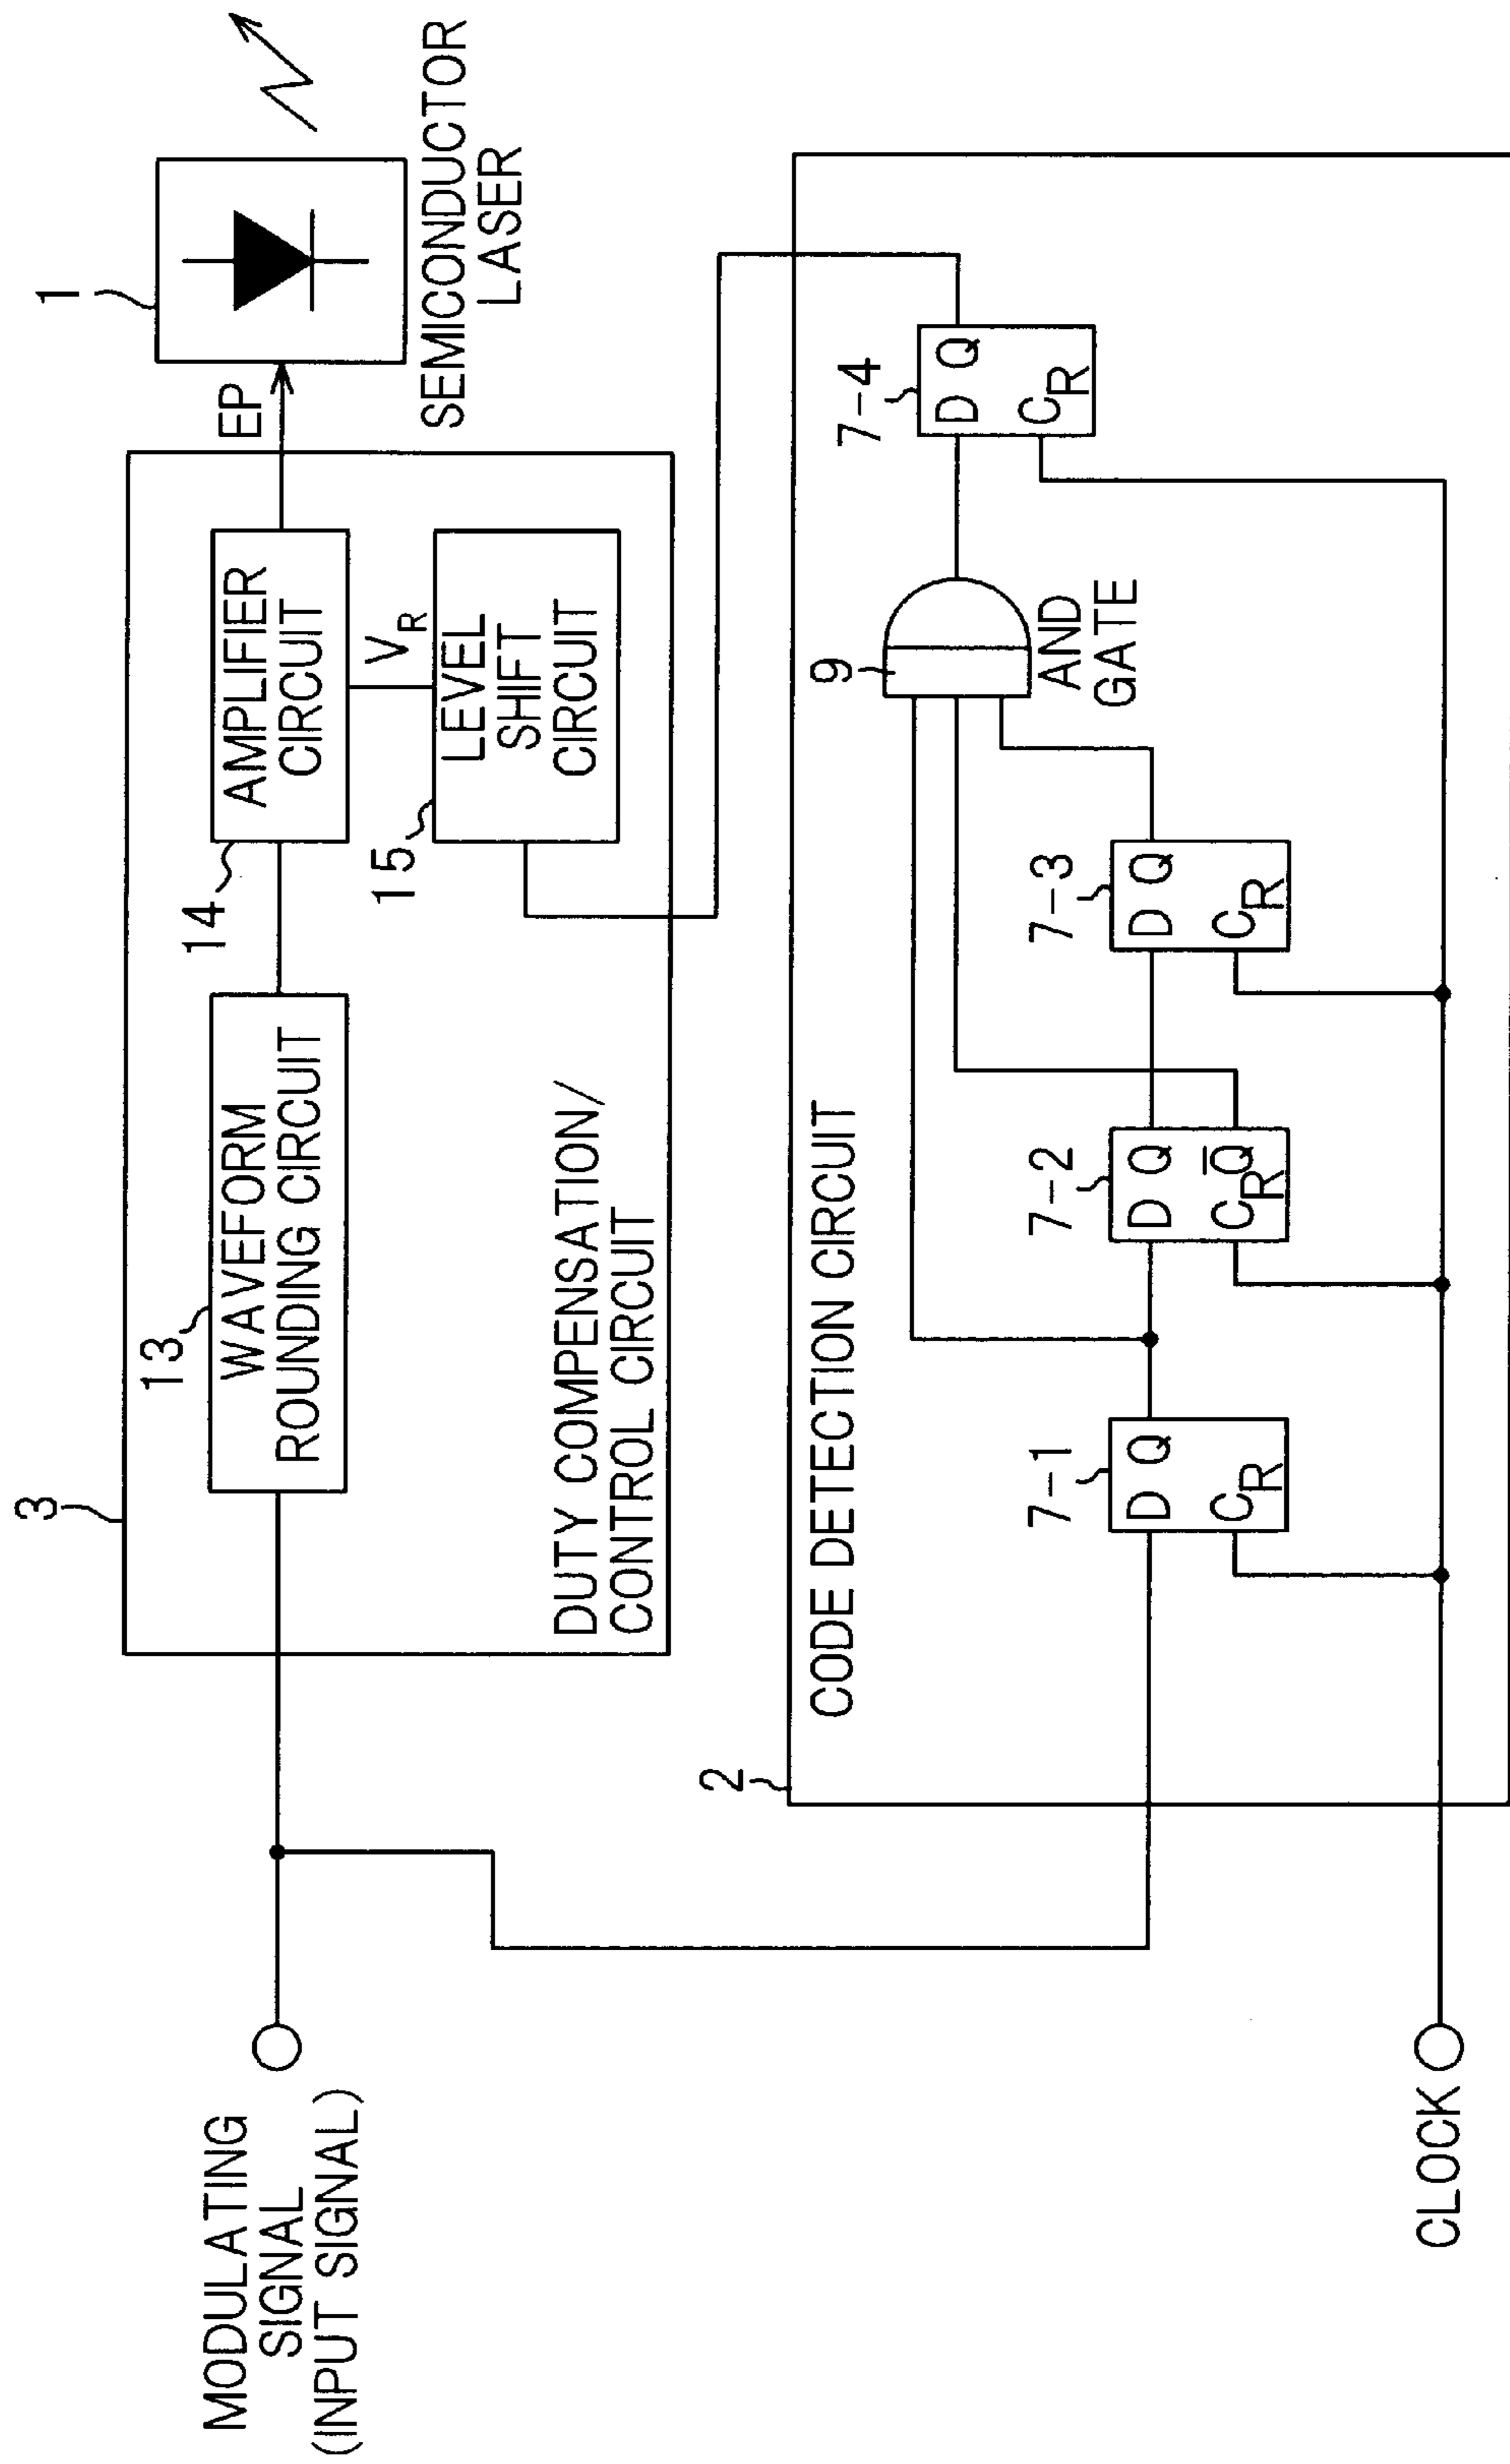 MODULATING
SIGNAL
(INPUT SIGNAL)
3
13
WAVEFORM
ROUNDING CIRCUIT
14
AMPLIFIER
CIRCUIT
EP
1
SEMICONDUCTOR
LASER
V_R
15
LEVEL
SHIFT
CIRCUIT
DUTY COMPENSATION/
CONTROL CIRCUIT
2
CODE DETECTION CIRCUIT
9
AND
GATE
7-1
D Q
C_R
7-2
D Q
C_R Q̅
7-3
D Q
C_R
7-4
D Q
C_R
CLOCK